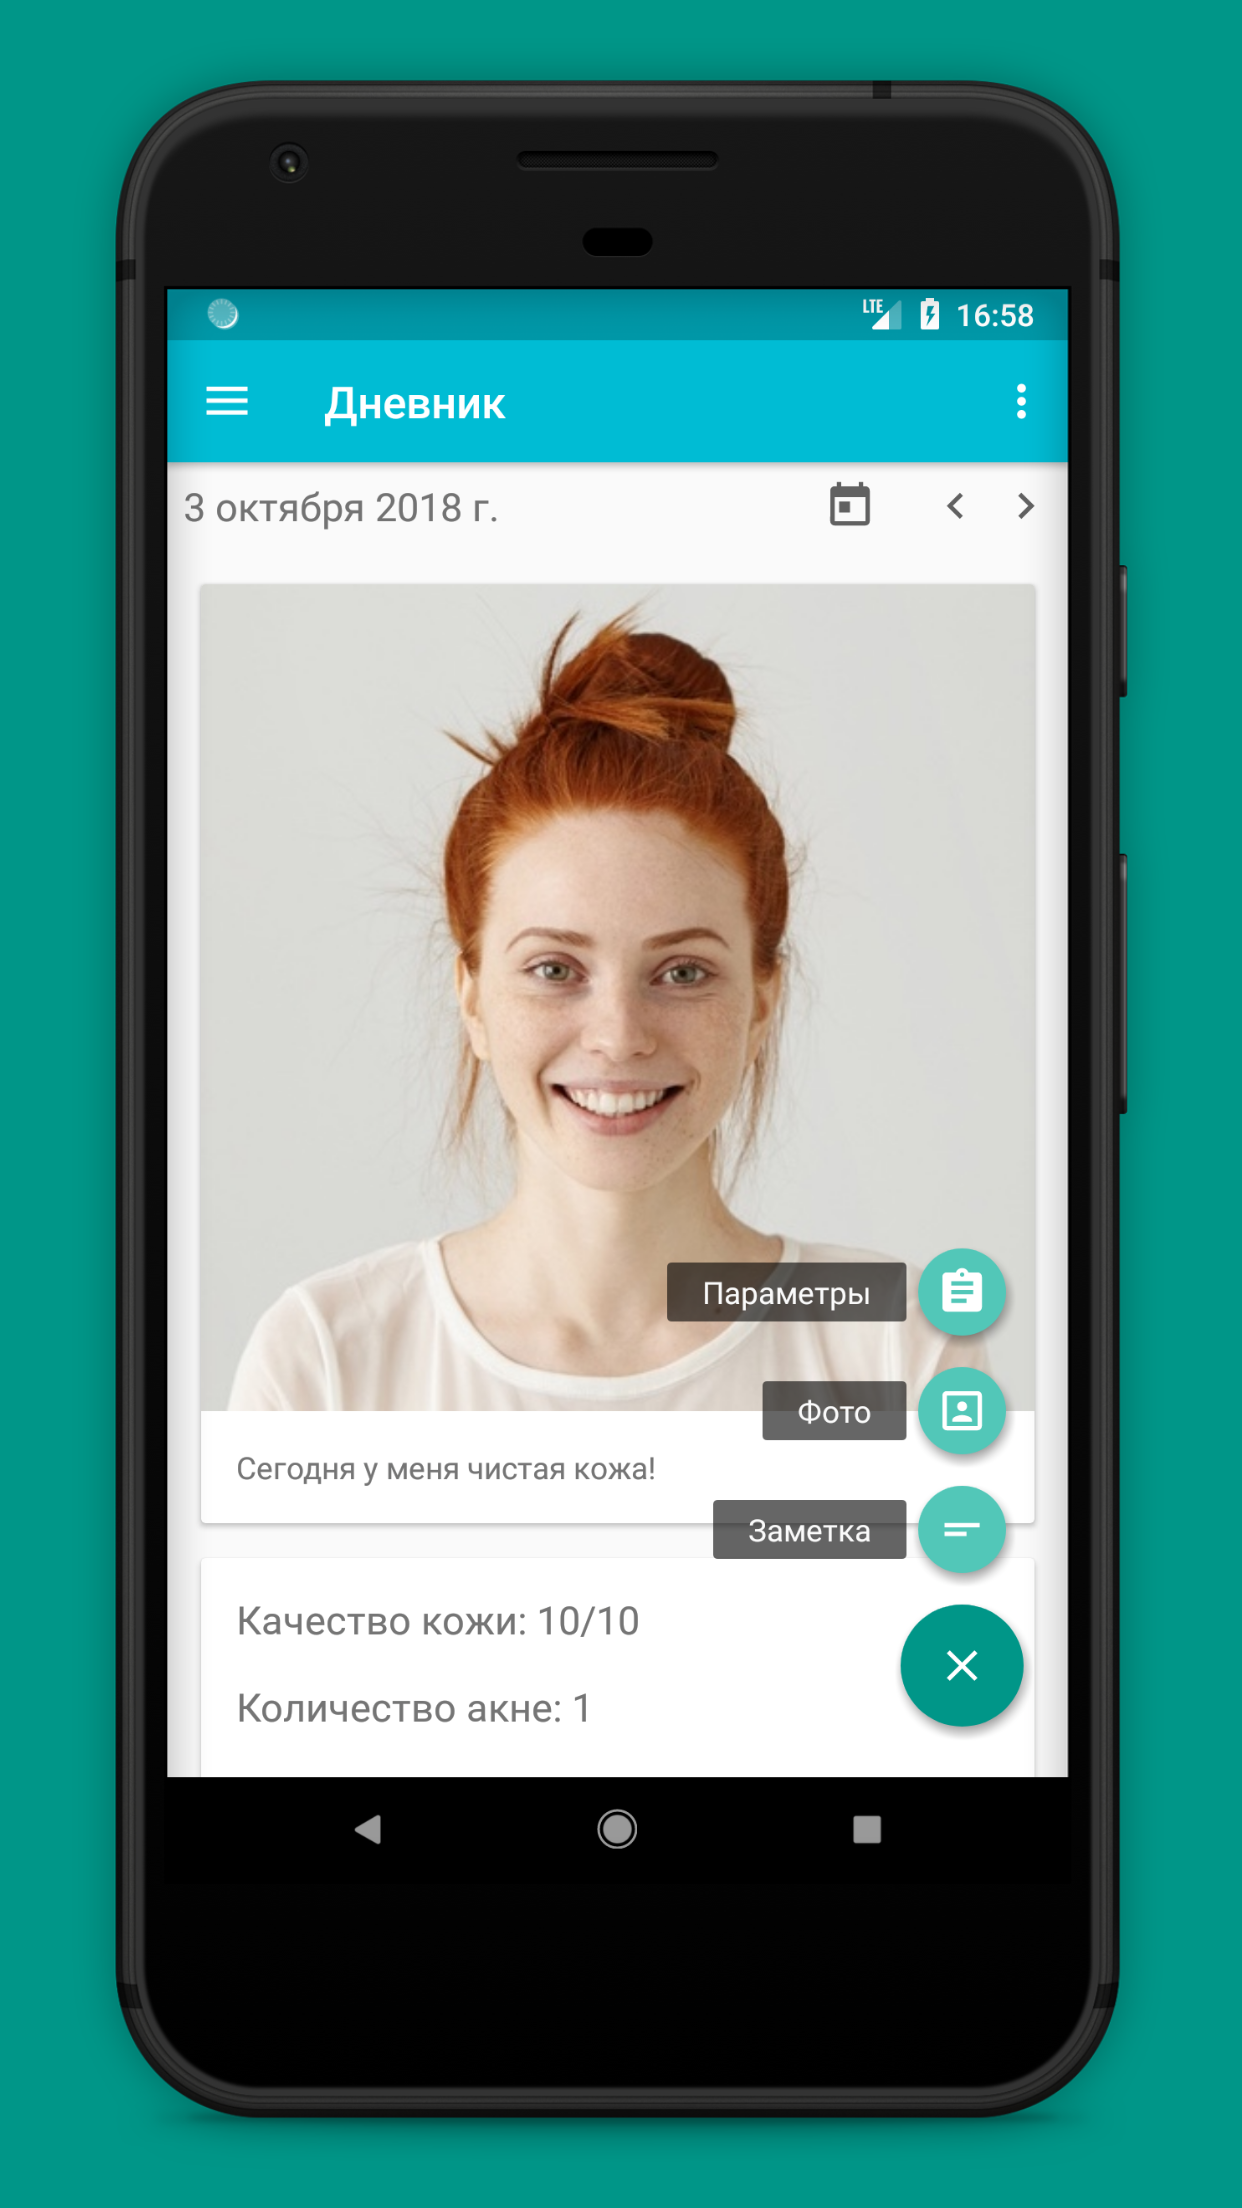 LTE 16:58
Дневник
3 октября 2018 г.
Параметры
Фото
Сегодня у меня чистая кожа!
Заметка
Качество кожи: 10/10
Количество акне: 1